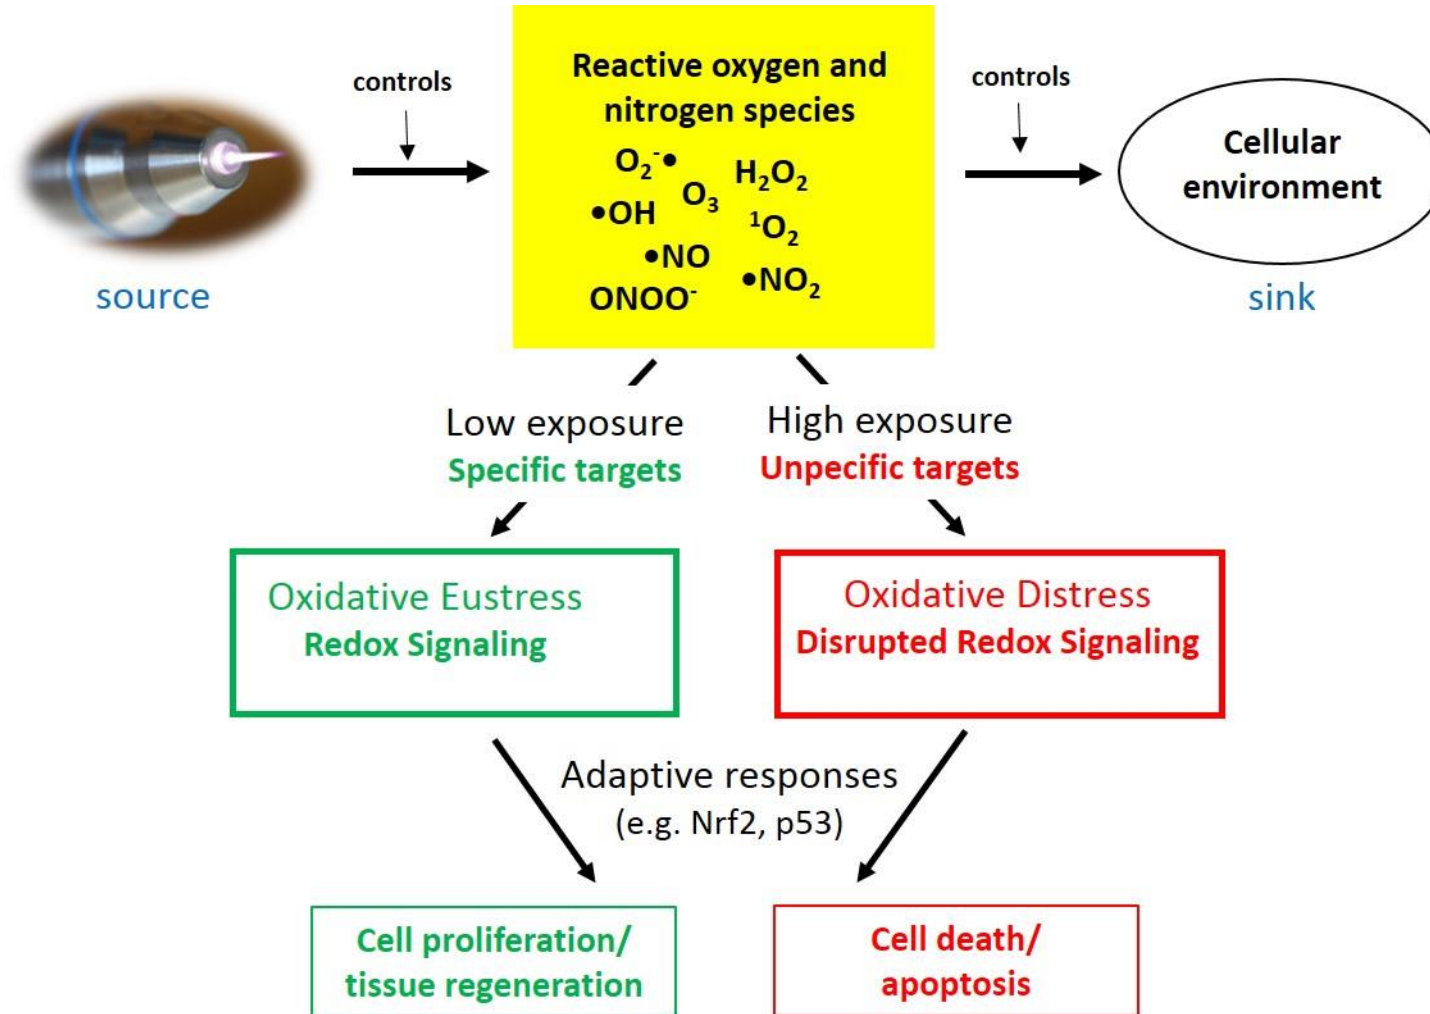 controls
controls
Reactive oxygen and
nitrogen species
O₂⁻•
H₂O₂
O₃
•OH
¹O₂
•NO
•NO₂
ONOO⁻
Cellular
environment
source
sink
Low exposure
Specific targets
High exposure
Unpecific targets
Oxidative Eustress
Redox Signaling
Oxidative Distress
Disrupted Redox Signaling
Adaptive responses
(e.g. Nrf2, p53)
Cell proliferation/
tissue regeneration
Cell death/
apoptosis